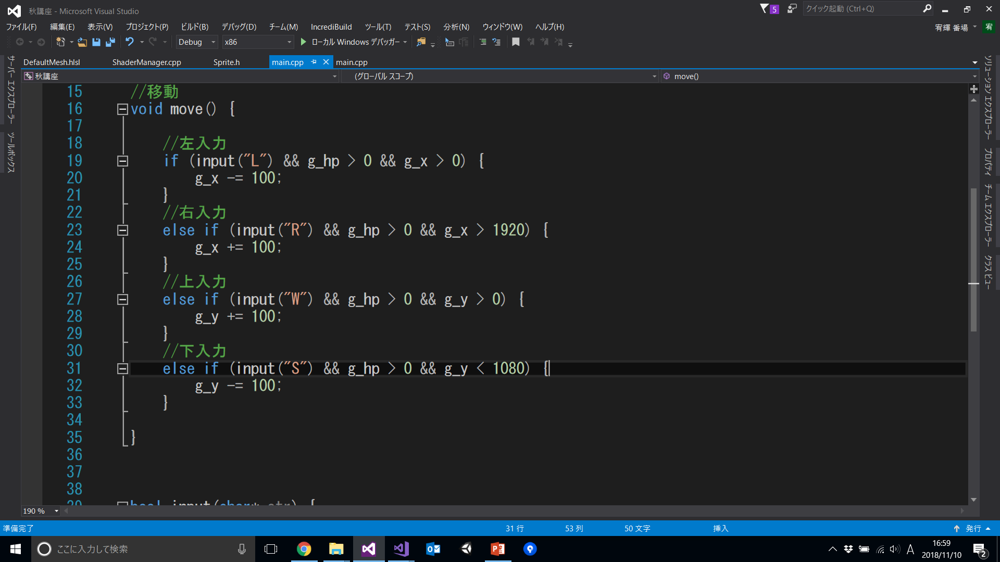 秋講座 - Microsoft Visual Studio
5
クイック起動 (Ctrl+Q)
ファイル(F) 編集(E) 表示(V) プロジェクト(P) ビルド(B) デバッグ(D) チーム(M) IncrediBuild ツール(T) テスト(S) 分析(N) ウィンドウ(W) ヘルプ(H)
宥輝 番場
宥
Debug x86 ローカル Windows デバッガー
サーバー エクスプローラー
ツールボックス
DefaultMesh.hlsl ShaderManager.cpp Sprite.h main.cpp main.cpp
秋講座 (グローバル スコープ) move()
15 //移動
16 void move() {
17
18 //左入力
19 if (input("L") && g_hp > 0 && g_x > 0) {
20 g_x -= 100;
21 }
22 //右入力
23 else if (input("R") && g_hp > 0 && g_x > 1920) {
24 g_x += 100;
25 }
26 //上入力
27 else if (input("W") && g_hp > 0 && g_y > 0) {
28 g_y += 100;
29 }
30 //下入力
31 else if (input("S") && g_hp > 0 && g_y < 1080) {
32 g_y -= 100;
33 }
34
35 }
36
37
38
39 bool input(char* str) {
ソリューション エクスプローラー
プロパティ
チーム エクスプローラー
クラス ビュー
190 %
準備完了 31 行 53 列 50 文字 挿入 発行
ここに入力して検索
A
16:59
2018/11/10
2